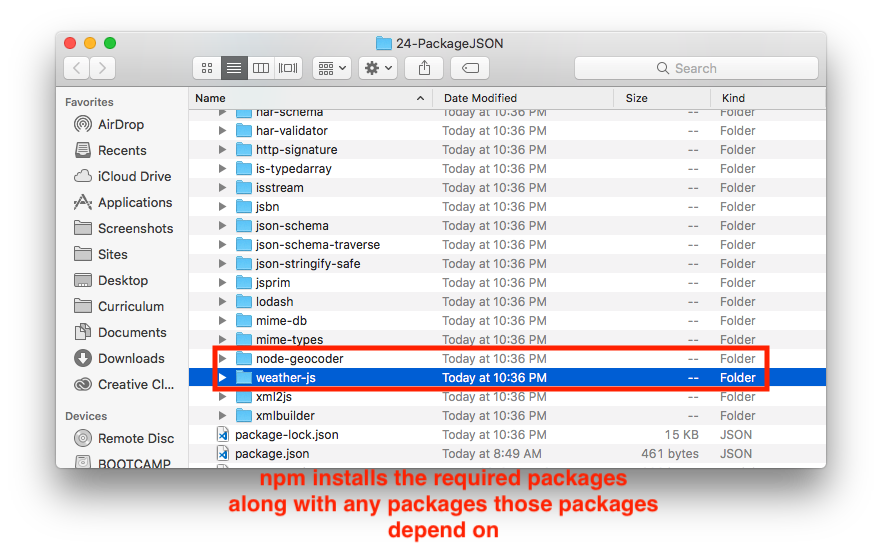 24-PackageJSON
Search
Favorites
AirDrop
Recents
iCloud Drive
Applications
Screenshots
Sites
Desktop
Curriculum
Documents
Downloads
Creative Cl...
Devices
Remote Disc
BOOTCAMP
Name Date Modified Size Kind
har-schema Today at 10:36 PM -- Folder
har-validator Today at 10:36 PM -- Folder
http-signature Today at 10:36 PM -- Folder
is-typedarray Today at 10:36 PM -- Folder
isstream Today at 10:36 PM -- Folder
jsbn Today at 10:36 PM -- Folder
json-schema Today at 10:36 PM -- Folder
json-schema-traverse Today at 10:36 PM -- Folder
json-stringify-safe Today at 10:36 PM -- Folder
jsprim Today at 10:36 PM -- Folder
lodash Today at 10:36 PM -- Folder
mime-db Today at 10:36 PM -- Folder
mime-types Today at 10:36 PM -- Folder
node-geocoder Today at 10:36 PM -- Folder
weather-js Today at 10:36 PM -- Folder
xml2js Today at 10:36 PM -- Folder
xmlbuilder Today at 10:36 PM -- Folder
package-lock.json Today at 10:36 PM 15 KB JSON
package.json Today at 8:49 AM 461 bytes JSON
npm installs the required packages
along with any packages those packages
depend on